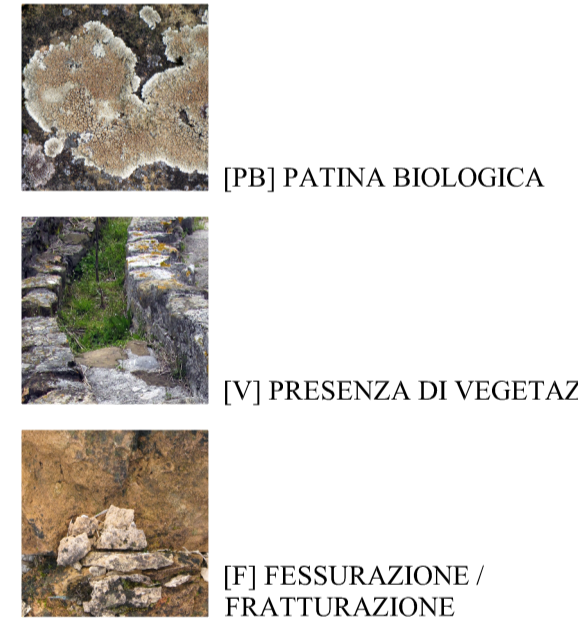 [PB] PATINA BIOLOGICA
[V] PRESENZA DI VEGETAZ
[F] FESSURAZIONE /
FRATTURAZIONE